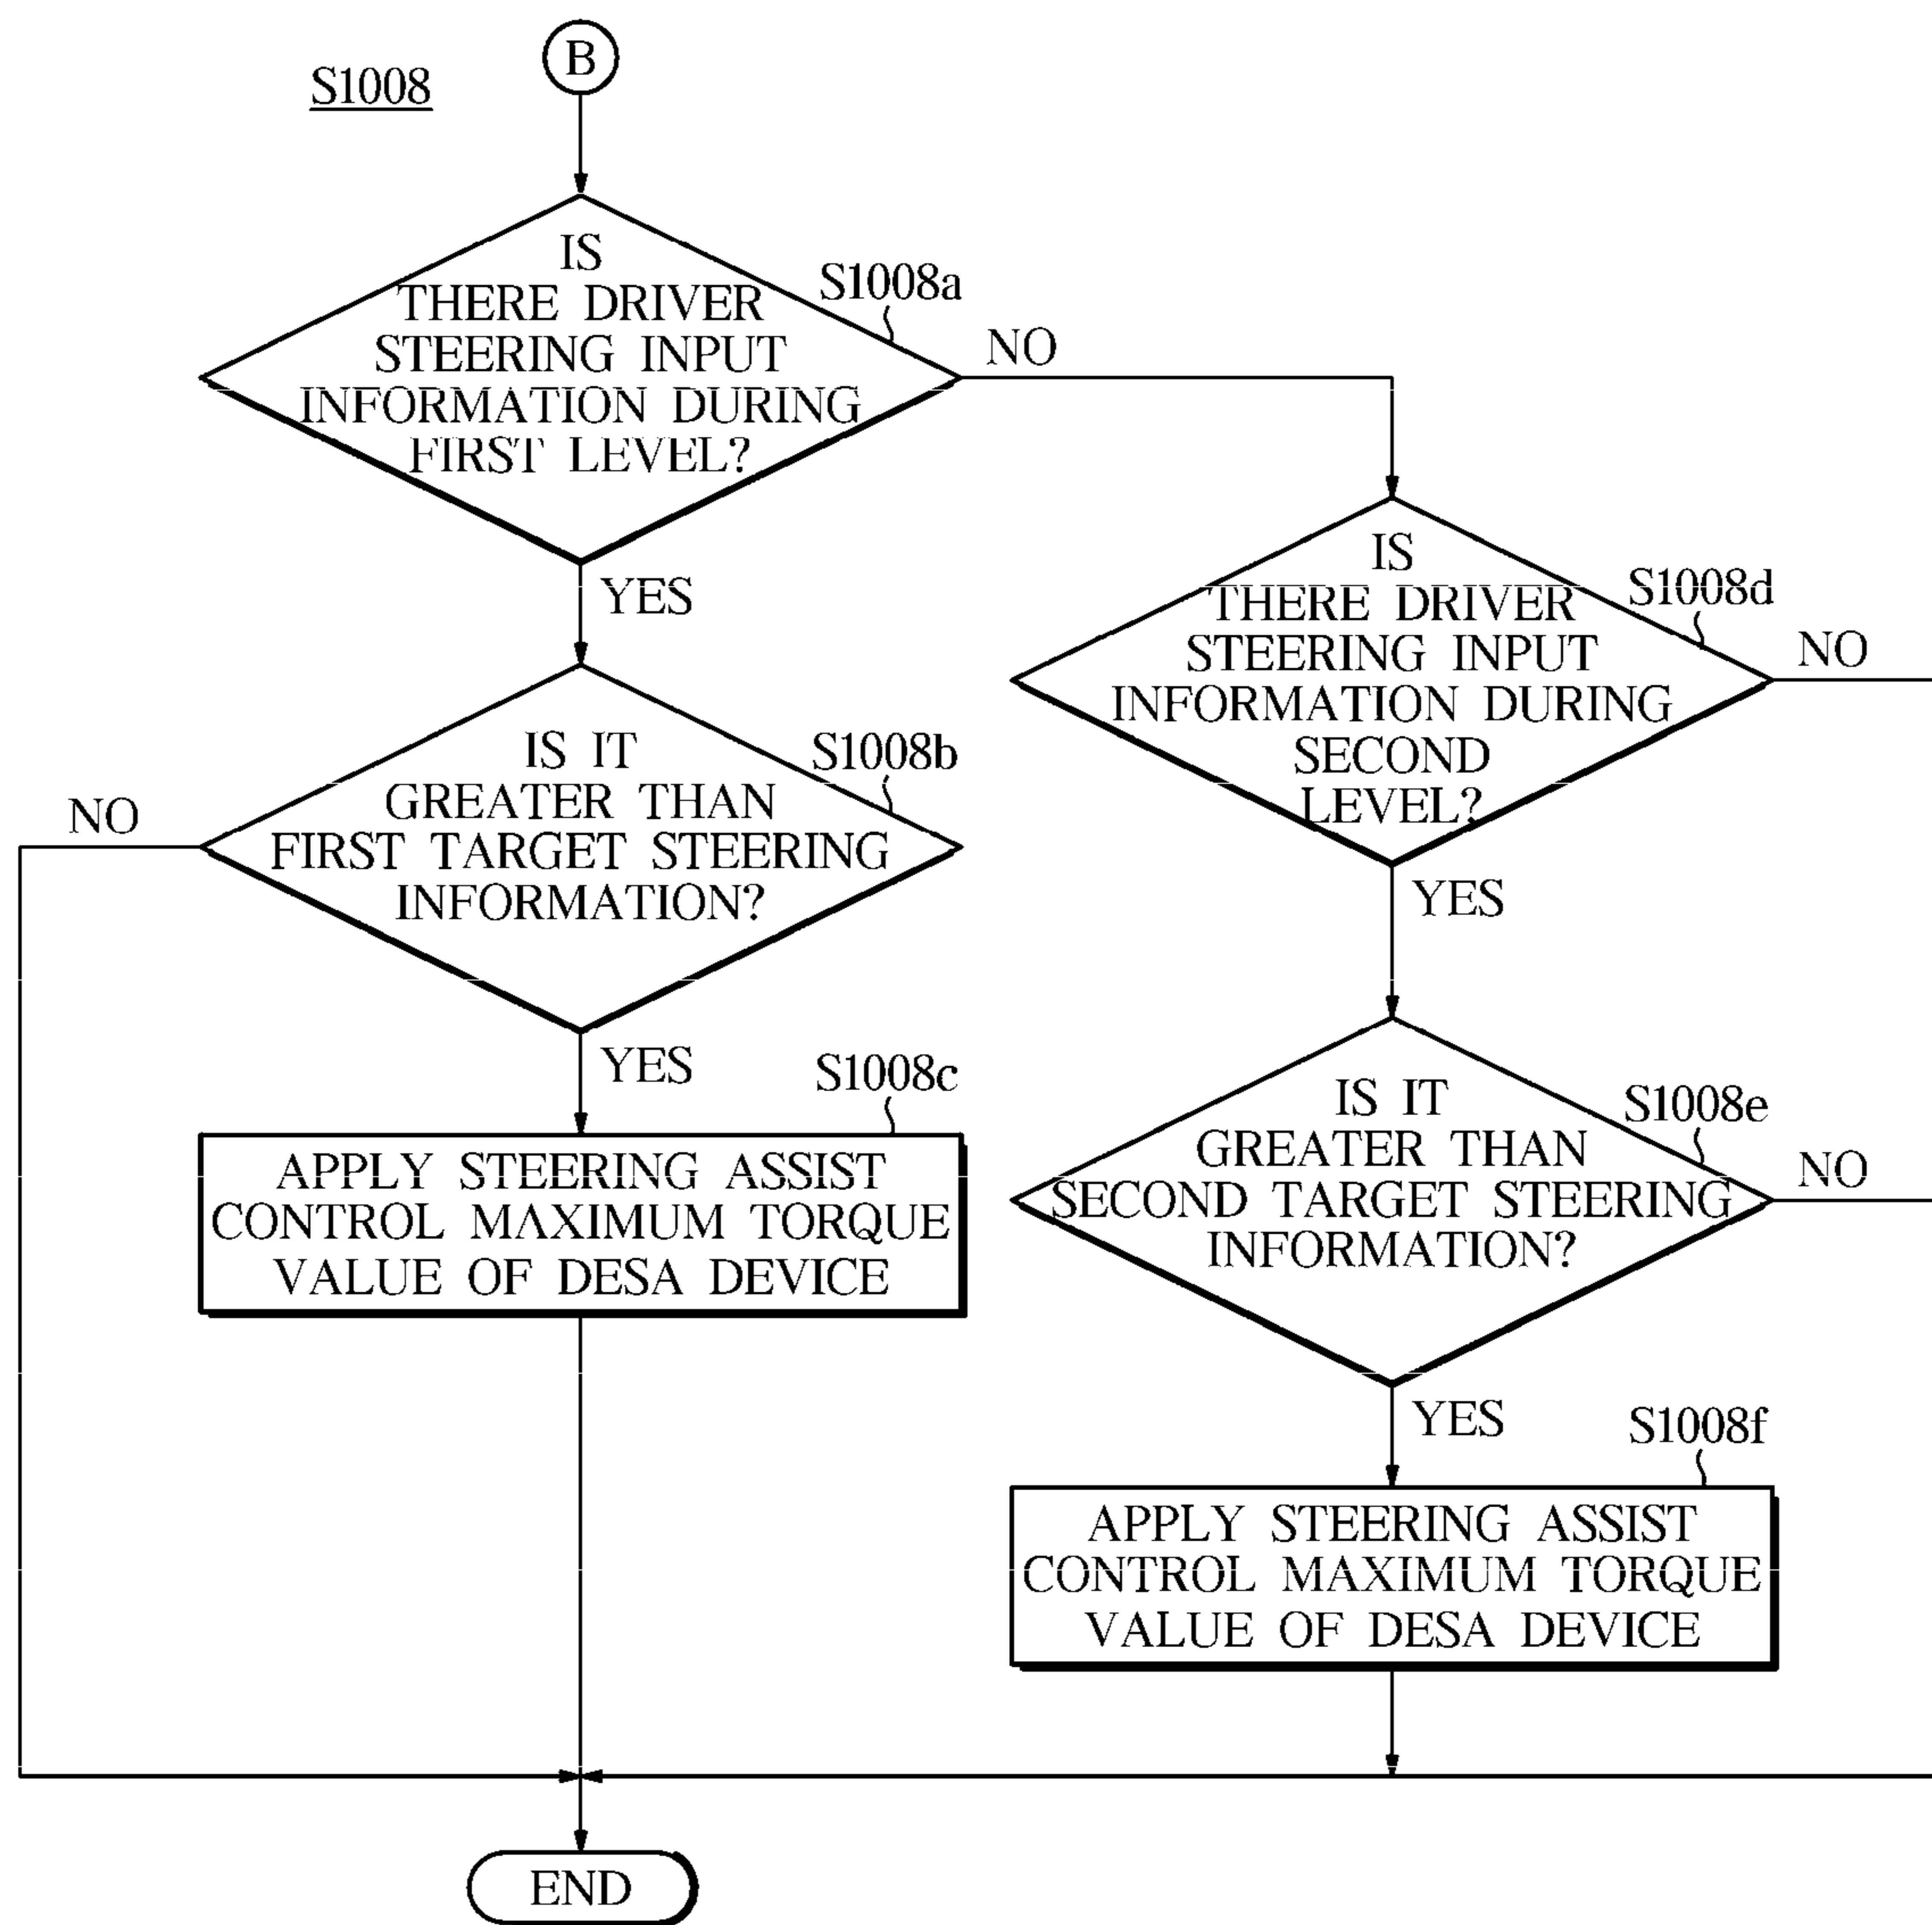 B
S1008
IS
THERE DRIVER
STEERING INPUT
INFORMATION DURING
FIRST LEVEL?
S1008a
NO
YES
IS IT
GREATER THAN
FIRST TARGET STEERING
INFORMATION?
S1008b
NO
YES
S1008c
APPLY STEERING ASSIST
CONTROL MAXIMUM TORQUE
VALUE OF DESA DEVICE
IS
THERE DRIVER
STEERING INPUT
INFORMATION DURING
SECOND
LEVEL?
S1008d
NO
YES
IS IT
GREATER THAN
SECOND TARGET STEERING
INFORMATION?
S1008e
NO
YES
S1008f
APPLY STEERING ASSIST
CONTROL MAXIMUM TORQUE
VALUE OF DESA DEVICE
END